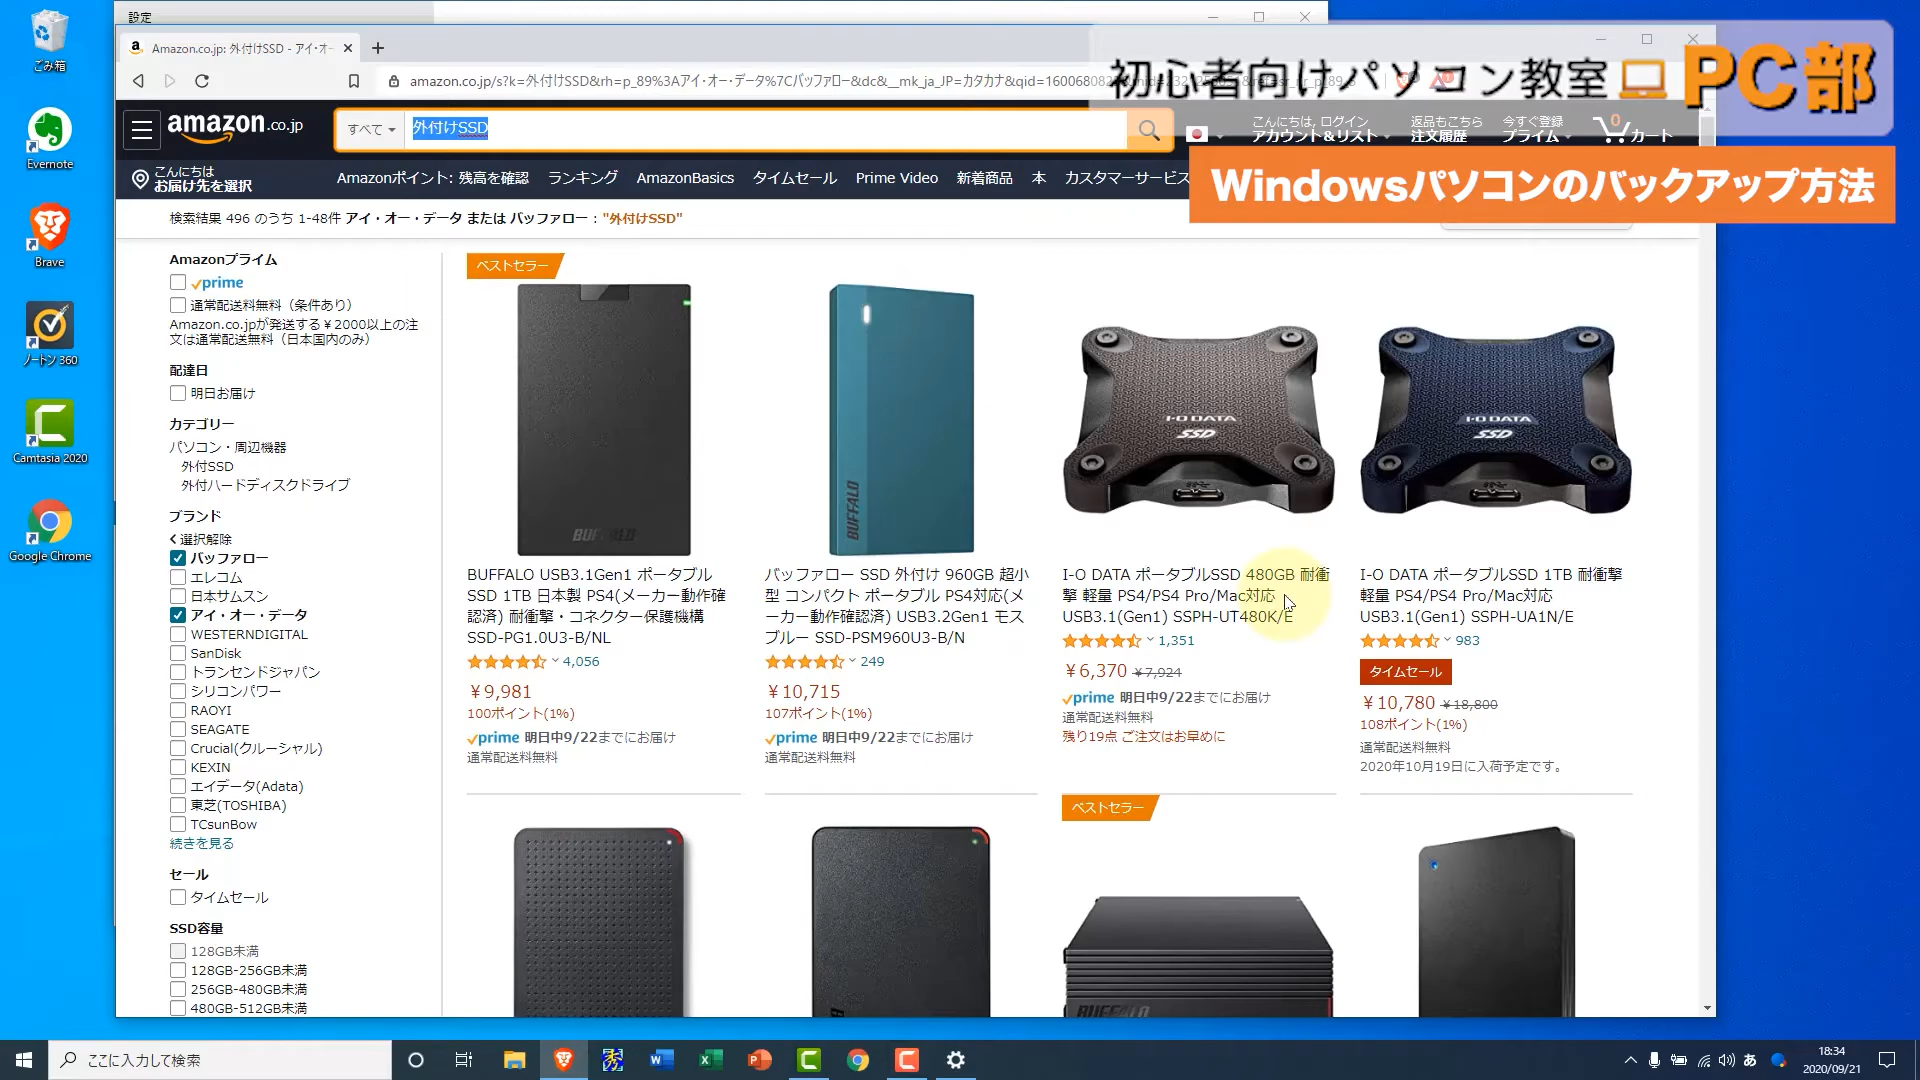 設定
ごみ箱
Evernote
Brave
ノートン 360
Camtasia 2020
Google Chrome
Amazon.co.jp: 外付けSSD - アイ・オー
初心者向けパソコン教室 PC部
Windowsパソコンのバックアップ方法
amazon.co.jp
すべて
外付けSSD
こんにちは, ログイン
アカウント&リスト
返品もこちら
注文履歴
今すぐ登録
プライム
0
カート
こんにちは
お届け先を選択
Amazonポイント: 残高を確認
ランキング
AmazonBasics
タイムセール
Prime Video
新着商品
本
カスタマーサービス
検索結果 496 のうち 1-48件 アイ・オー・データ または バッファロー : "外付けSSD"
Amazonプライム
prime
通常配送料無料（条件あり）
Amazon.co.jpが発送する￥2000以上の注
文は通常配送無料（日本国内のみ）
配達日
明日お届け
カテゴリー
パソコン・周辺機器
外付SSD
外付ハードディスクドライブ
ブランド
選択解除
バッファロー
エレコム
日本サムスン
アイ・オー・データ
WESTERNDIGITAL
SanDisk
トランセンドジャパン
シリコンパワー
RAOYI
SEAGATE
Crucial(クルーシャル)
KEXIN
エイデータ(Adata)
東芝(TOSHIBA)
TCsunBow
続きを見る
セール
タイムセール
SSD容量
128GB未満
128GB-256GB未満
256GB-480GB未満
480GB-512GB未満
ベストセラー
BUFFALO
BUFFALO USB3.1Gen1 ポータブル
SSD 1TB 日本製 PS4(メーカー動作確
認済) 耐衝撃・コネクター保護機構
SSD-PG1.0U3-B/NL
4,056
￥9,981
100ポイント(1%)
prime 明日中9/22までにお届け
通常配送料無料
BUFFALO
バッファロー SSD 外付け 960GB 超小
型 コンパクト ポータブル PS4対応(メ
ーカー動作確認済) USB3.2Gen1 モス
ブルー SSD-PSM960U3-B/N
249
￥10,715
107ポイント(1%)
prime 明日中9/22までにお届け
通常配送料無料
I-O DATA
SSD
I-O DATA ポータブルSSD 480GB 耐衝
撃 軽量 PS4/PS4 Pro/Mac対応
USB3.1(Gen1) SSPH-UT480K/E
1,351
￥6,370 ￥7,924
prime 明日中9/22までにお届け
通常配送料無料
残り19点 ご注文はお早めに
I-O DATA
SSD
I-O DATA ポータブルSSD 1TB 耐衝撃
軽量 PS4/PS4 Pro/Mac対応
USB3.1(Gen1) SSPH-UA1N/E
983
タイムセール
￥10,780 ￥18,800
108ポイント(1%)
通常配送料無料
2020年10月19日に入荷予定です。
ベストセラー
BUFFALO
ここに入力して検索
あ
18:34
2020/09/21